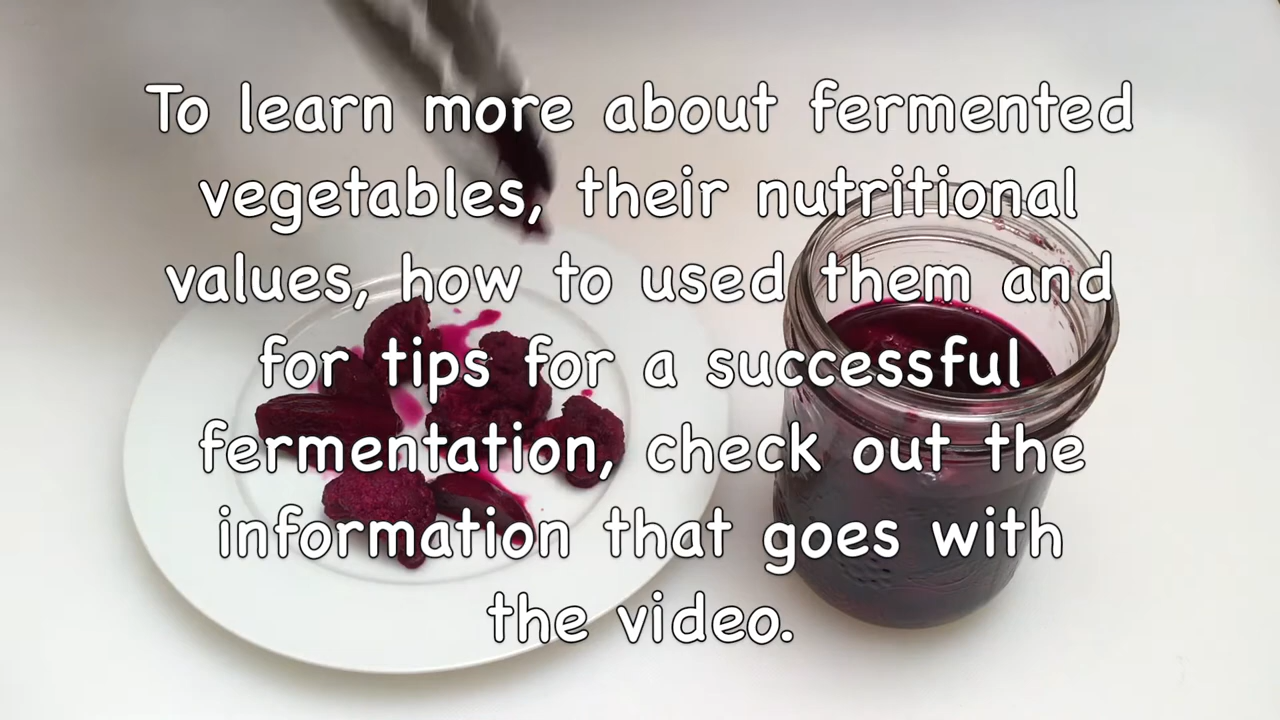 To learn more about fermented
vegetables, their nutritional
values, how to used them and
for tips for a successful
fermentation, check out the
information that goes with
the video.